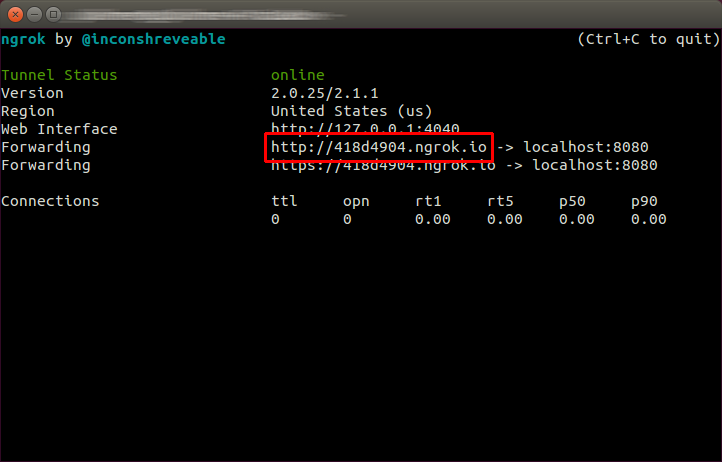 ngrok by @inconshreveable (Ctrl+C to quit)
Tunnel Status online
Version 2.0.25/2.1.1
Region United States (us)
Web Interface http://127.0.0.1:4040
Forwarding http://418d4904.ngrok.io -> localhost:8080
Forwarding https://418d4904.ngrok.io -> localhost:8080
Connections ttl opn rt1 rt5 p50 p90
0 0 0.00 0.00 0.00 0.00